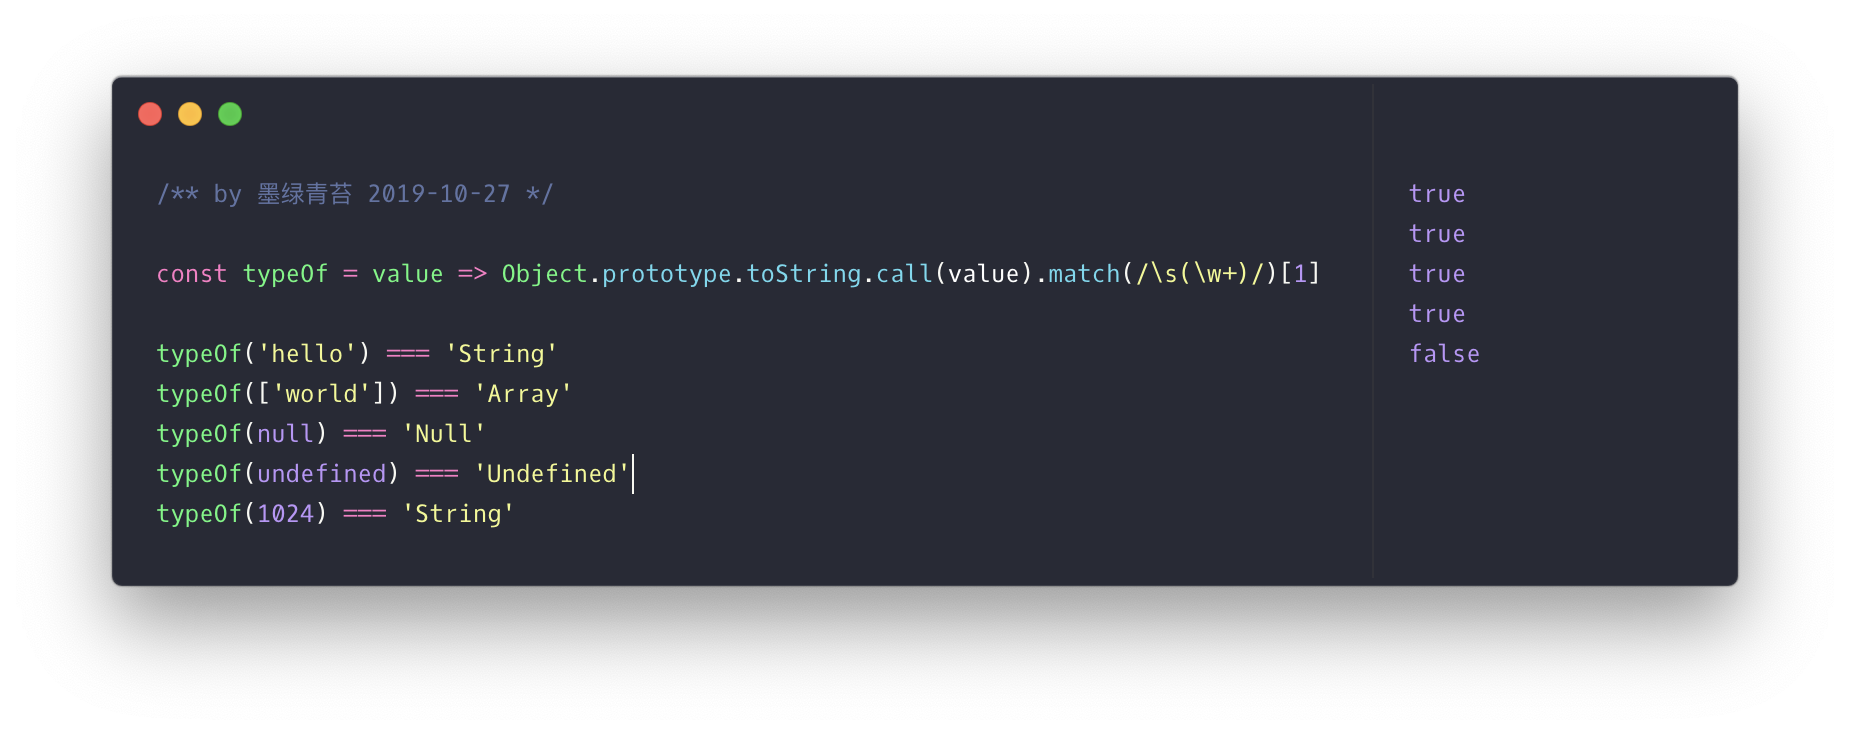 /** by 墨绿青苔 2019-10-27 */
const typeOf = value => Object.prototype.toString.call(value).match(/\s(\w+)/)[1]
typeOf('hello') === 'String'
typeOf(['world']) === 'Array'
typeOf(null) === 'Null'
typeOf(undefined) === 'Undefined'
typeOf(1024) === 'String'
true
true
true
true
false